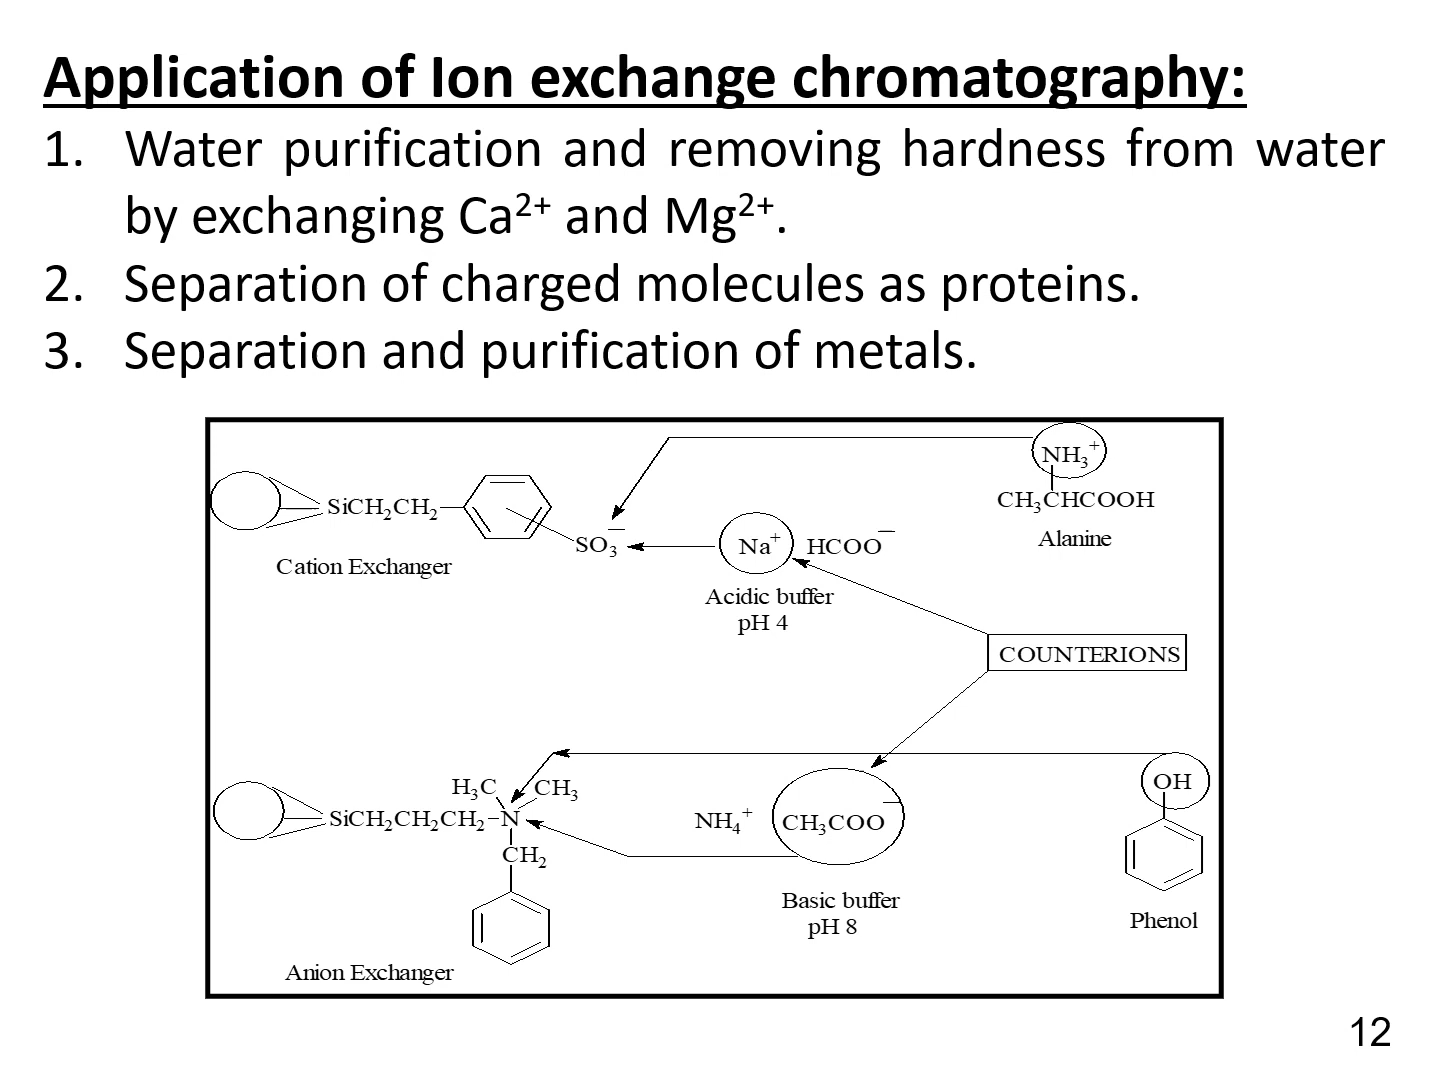 Application of Ion exchange chromatography:
1. Water purification and removing hardness from water
by exchanging Ca²⁺ and Mg²⁺.
2. Separation of charged molecules as proteins.
3. Separation and purification of metals.
NH₃⁺
CH₃CHCOOH
Alanine
SiCH₂CH₂
SO₃⁻
Na⁺ HCOO⁻
Cation Exchanger
Acidic buffer
pH 4
COUNTERIONS
H₃C CH₃
SiCH₂CH₂CH₂-N
CH₂
NH₄⁺ CH₃COO⁻
OH
Basic buffer
pH 8
Phenol
Anion Exchanger
12